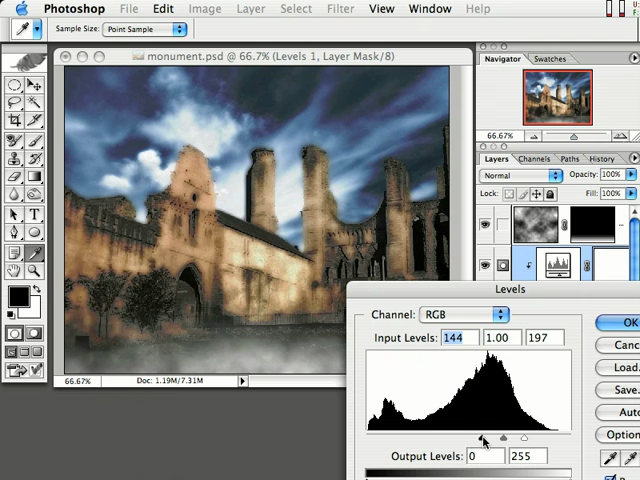 Photoshop File Edit Image Layer Select Filter View Window Help
Sample Size: Point Sample
monument.psd @ 66.7% (Levels 1, Layer Mask/8)
Navigator Swatches
66.67%
Layers Channels Paths History
Normal Opacity: 100%
Lock: Fill: 100%
T
66.67% Doc: 1.19M/7.31M
Levels
Channel: RGB
OK
Input Levels: 144 1.00 197
Canc
Load.
Save.
Auto
Option
Output Levels: 0 255